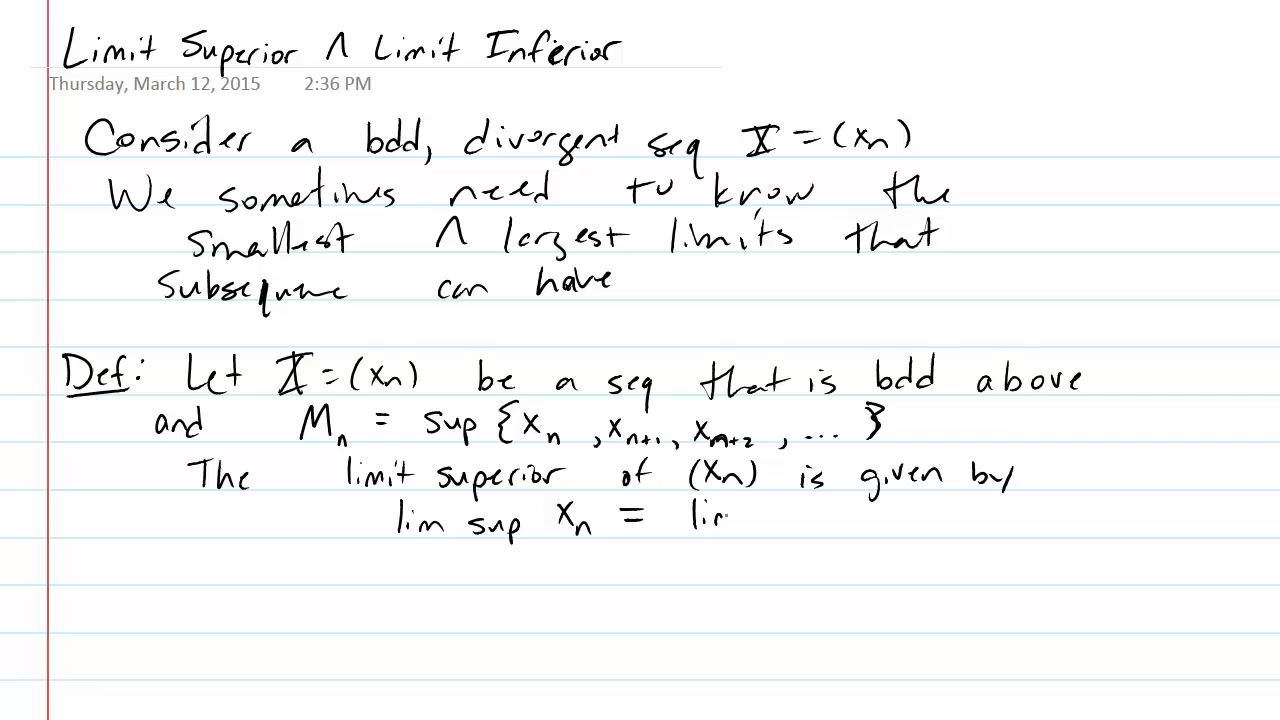 Limit Superior ∧ Limit Inferior
Thursday, March 12, 2015 2:36 PM
Consider a bdd, divergent seq X = (xn)
We sometimes need to know the
smallest ∧ largest limits that
subsequence can have
Def: Let X = (xn) be a seq that is bdd above
and Mn = sup {xn, xn+1, xn+2, ... }
The limit superior of (xn) is given by
lim sup xn = lim